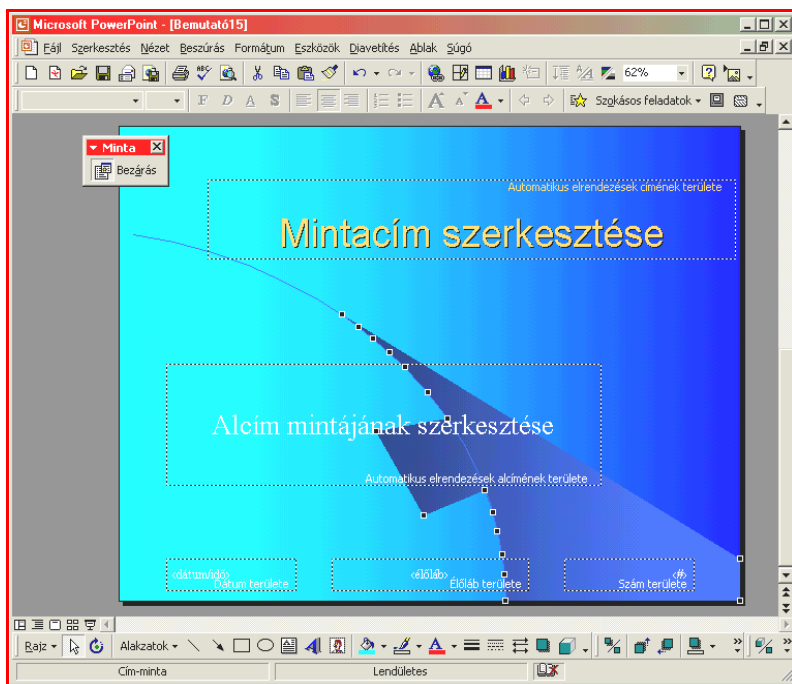 Microsoft PowerPoint - [Bemutató15]
Fájl Szerkesztés Nézet Beszúrás Formátum Eszközök Diavetítés Ablak Súgó
62%
F D A S Szokásos feladatok
Minta
Bezárás
Automatikus elrendezések címének területe
Mintacím szerkesztése
Alcím mintájának szerkesztése
Automatikus elrendezések alcímének területe
<dátum/idő> <élőláb> <#>
Dátum területe Élőláb területe Szám területe
Rajz Alakzatok
Cím-minta Lendületes